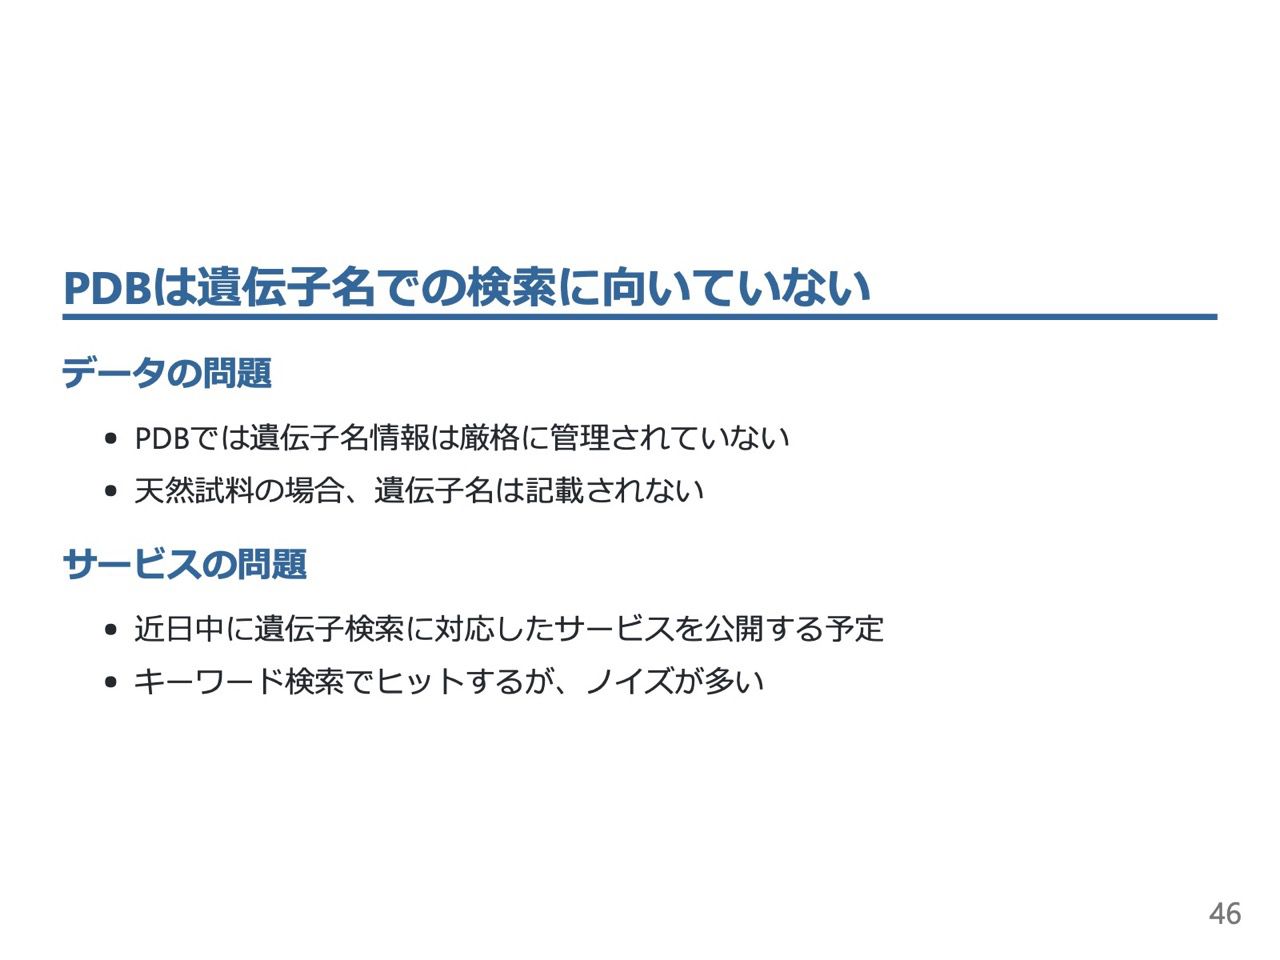 PDBは遺伝子名での検索に向いていない
データの問題
• PDBでは遺伝子名情報は厳格に管理されていない
• 天然試料の場合、遺伝子名は記載されない
サービスの問題
• 近日中に遺伝子検索に対応したサービスを公開する予定
• キーワード検索でヒットするが、ノイズが多い
46